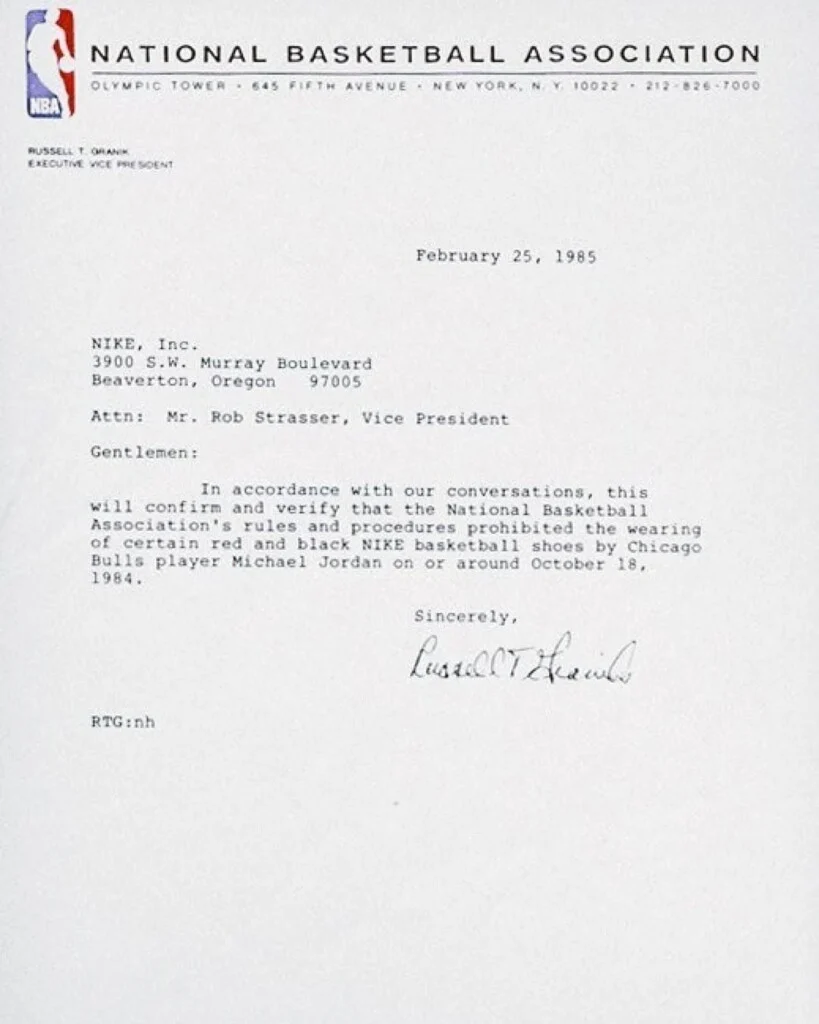 NBA
NATIONAL BASKETBALL ASSOCIATION
OLYMPIC TOWER • 645 FIFTH AVENUE • NEW YORK, N. Y. 10022 • 212-826-7000
RUSSELL T. GRANIK
EXECUTIVE VICE PRESIDENT
February 25, 1985
NIKE, Inc.
3900 S.W. Murray Boulevard
Beaverton, Oregon 97005
Attn: Mr. Rob Strasser, Vice President
Gentlemen:
In accordance with our conversations, this
will confirm and verify that the National Basketball
Association's rules and procedures prohibited the wearing
of certain red and black NIKE basketball shoes by Chicago
Bulls player Michael Jordan on or around October 18,
1984.
Sincerely,
Russell T Granik
RTG:nh